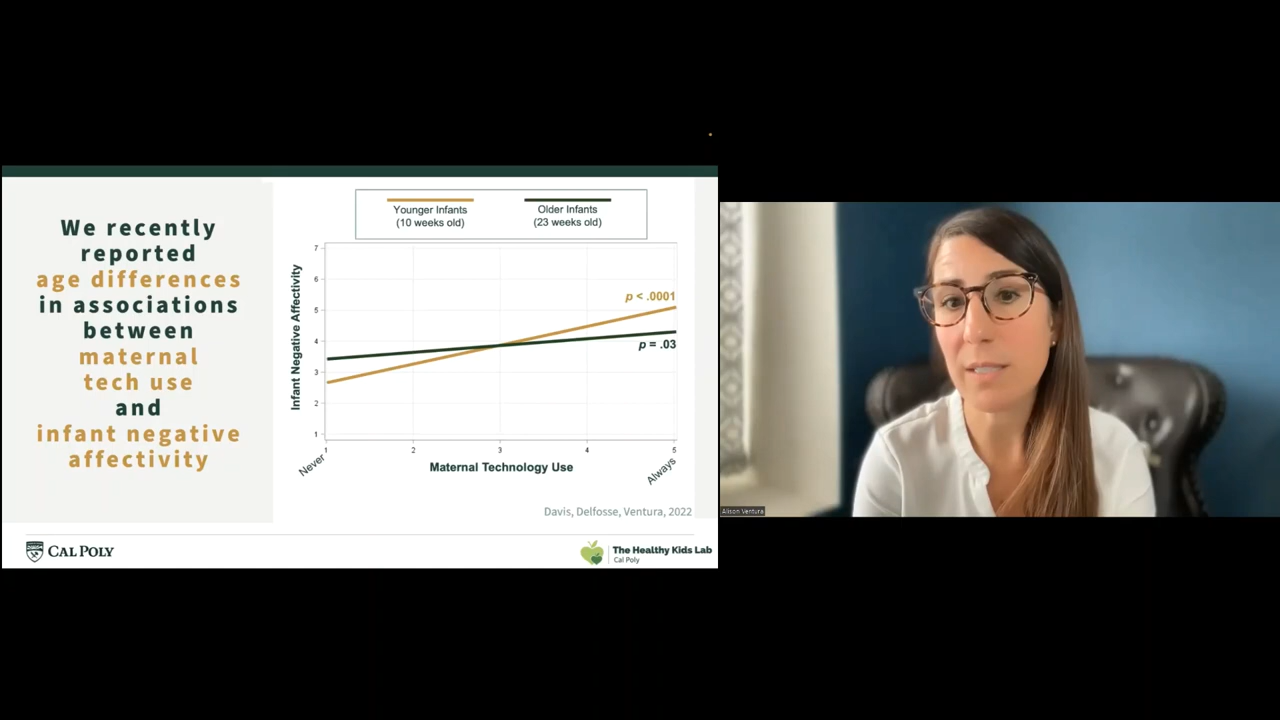 We recently
reported
age differences
in associations
between
maternal
tech use
and
infant negative
affectivity
Younger Infants
(10 weeks old)
Older Infants
(23 weeks old)
Infant Negative Affectivity
7
6
5
4
3
2
1
p < .0001
p = .03
1
2
3
4
5
Never
Always
Maternal Technology Use
Davis, Delfosse, Ventura, 2022
CAL POLY
The Healthy Kids Lab
Cal Poly
Alison Ventura